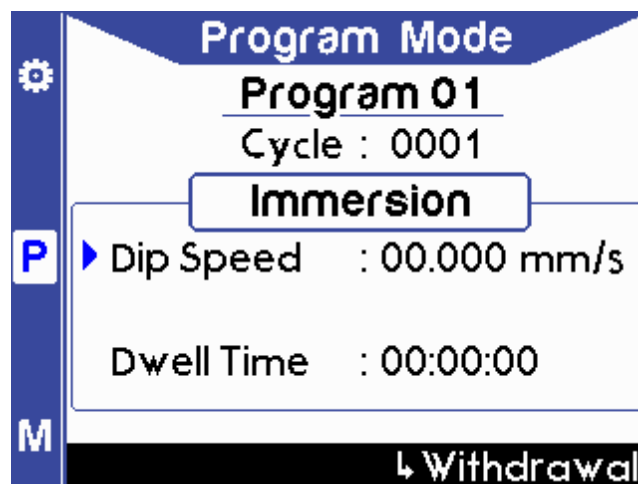 Program Mode
Program 01
Cycle : 0001
Immersion
P
Dip Speed : 00.000 mm/s
Dwell Time : 00:00:00
M
↳ Withdrawal